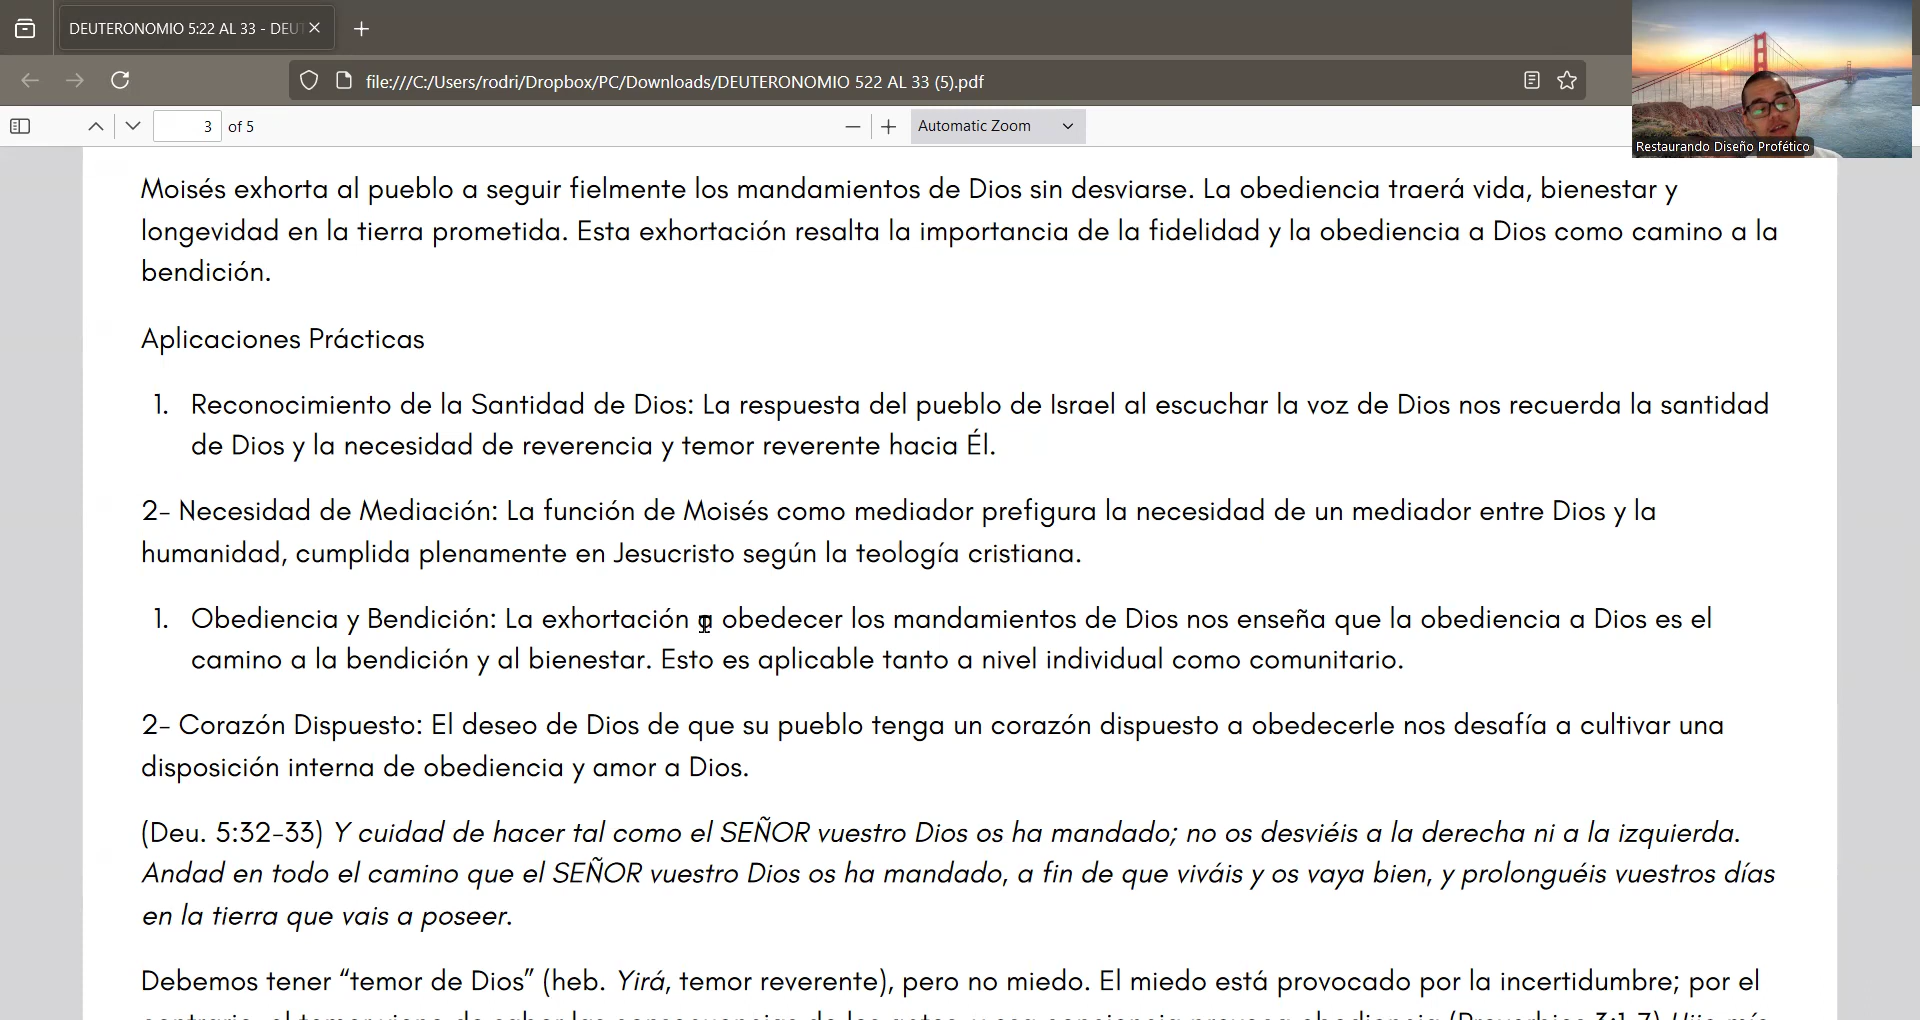 DEUTERONOMIO 5:22 AL 33 - DEUT
file:///C:/Users/rodri/Dropbox/PC/Downloads/DEUTERONOMIO 522 AL 33 (5).pdf
3 of 5
Automatic Zoom
Restaurando Diseño Profético
Moisés exhorta al pueblo a seguir fielmente los mandamientos de Dios sin desviarse. La obediencia traerá vida, bienestar y
longevidad en la tierra prometida. Esta exhortación resalta la importancia de la fidelidad y la obediencia a Dios como camino a la
bendición.
Aplicaciones Prácticas
1. Reconocimiento de la Santidad de Dios: La respuesta del pueblo de Israel al escuchar la voz de Dios nos recuerda la santidad
de Dios y la necesidad de reverencia y temor reverente hacia Él.
2- Necesidad de Mediación: La función de Moisés como mediador prefigura la necesidad de un mediador entre Dios y la
humanidad, cumplida plenamente en Jesucristo según la teología cristiana.
1. Obediencia y Bendición: La exhortación a obedecer los mandamientos de Dios nos enseña que la obediencia a Dios es el
camino a la bendición y al bienestar. Esto es aplicable tanto a nivel individual como comunitario.
2- Corazón Dispuesto: El deseo de Dios de que su pueblo tenga un corazón dispuesto a obedecerle nos desafía a cultivar una
disposición interna de obediencia y amor a Dios.
(Deu. 5:32-33) Y cuidad de hacer tal como el SEÑOR vuestro Dios os ha mandado; no os desviéis a la derecha ni a la izquierda.
Andad en todo el camino que el SEÑOR vuestro Dios os ha mandado, a fin de que viváis y os vaya bien, y prolonguéis vuestros días
en la tierra que vais a poseer.
Debemos tener “temor de Dios” (heb. Yirá, temor reverente), pero no miedo. El miedo está provocado por la incertidumbre; por el